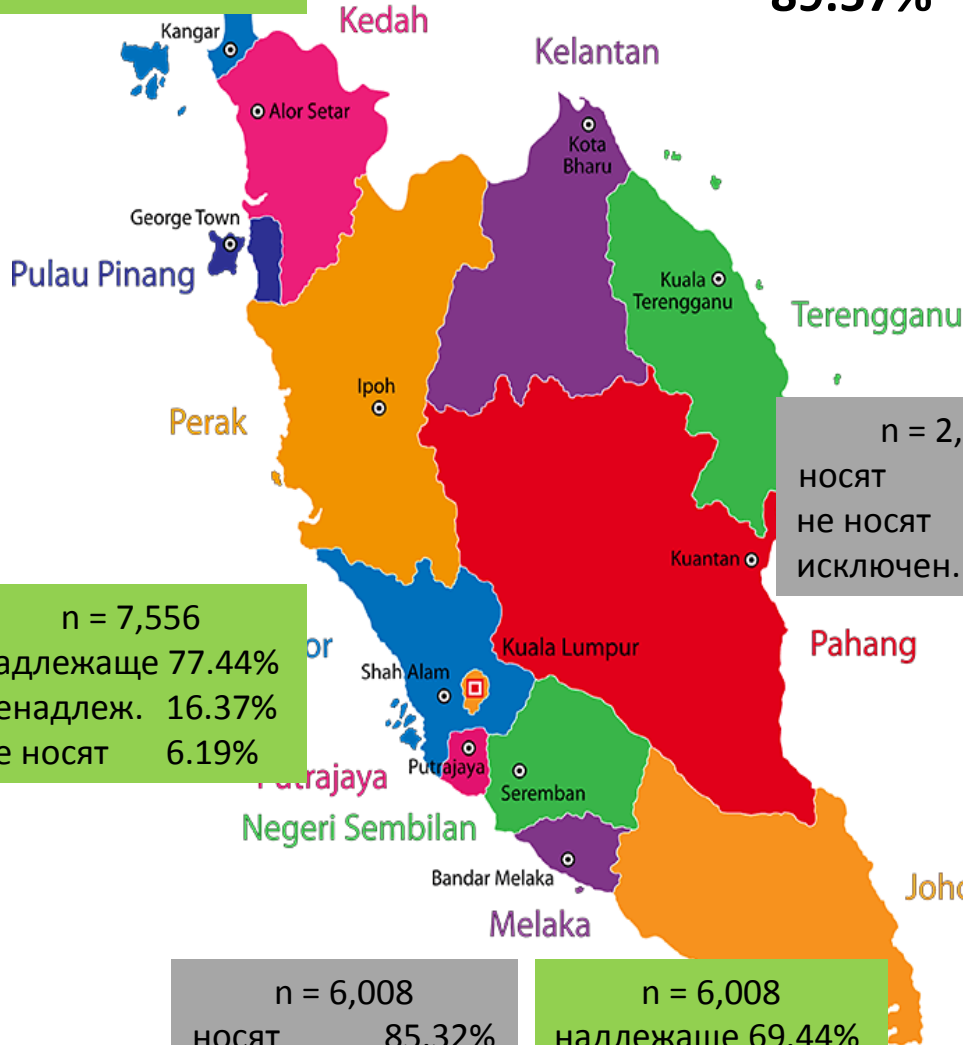 89.57%
Kangar
Kedah
Kelantan
Alor Setar
Kota
Bharu
George Town
Pulau Pinang
Kuala
Terengganu
Terengganu
Ipoh
Perak
n = 2,
носят
не носят
исключен.
Kuantan
n = 7,556
адлежаще 77.44%
енадлеж. 16.37%
е носят 6.19%
or
Kuala Lumpur
Shah Alam
Pahang
Putrajaya
Putrajaya
Seremban
Negeri Sembilan
Bandar Melaka
Joho
Melaka
n = 6,008
носят 85.32%
n = 6,008
надлежаще 69.44%